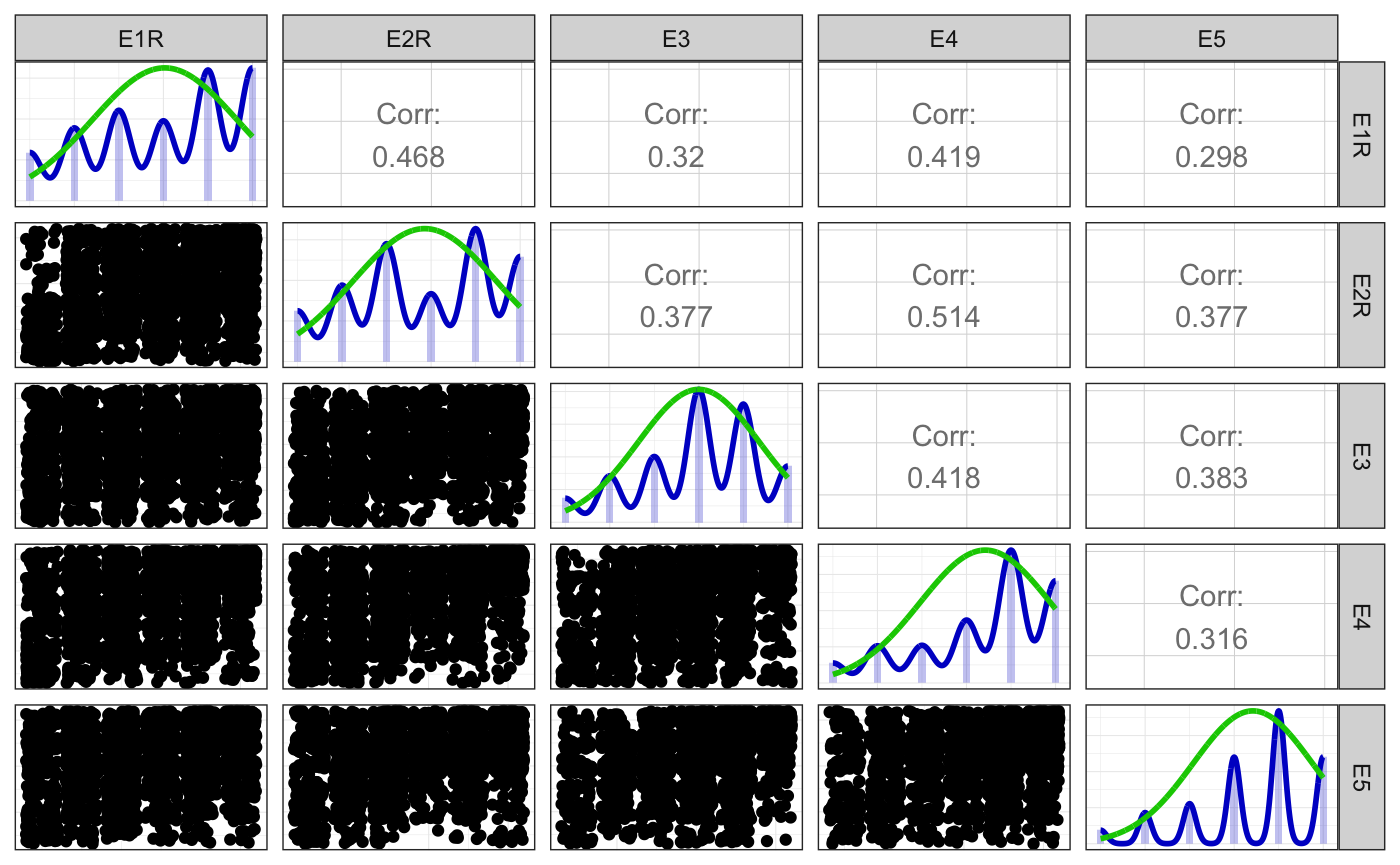 E1R E2R E3 E4 E5
Corr: Corr: Corr: Corr:
0.468 0.32 0.419 0.298
E1R
Corr: Corr: Corr:
0.377 0.514 0.377
E2R
Corr: Corr:
0.418 0.383
E3
Corr:
0.316
E4
E5